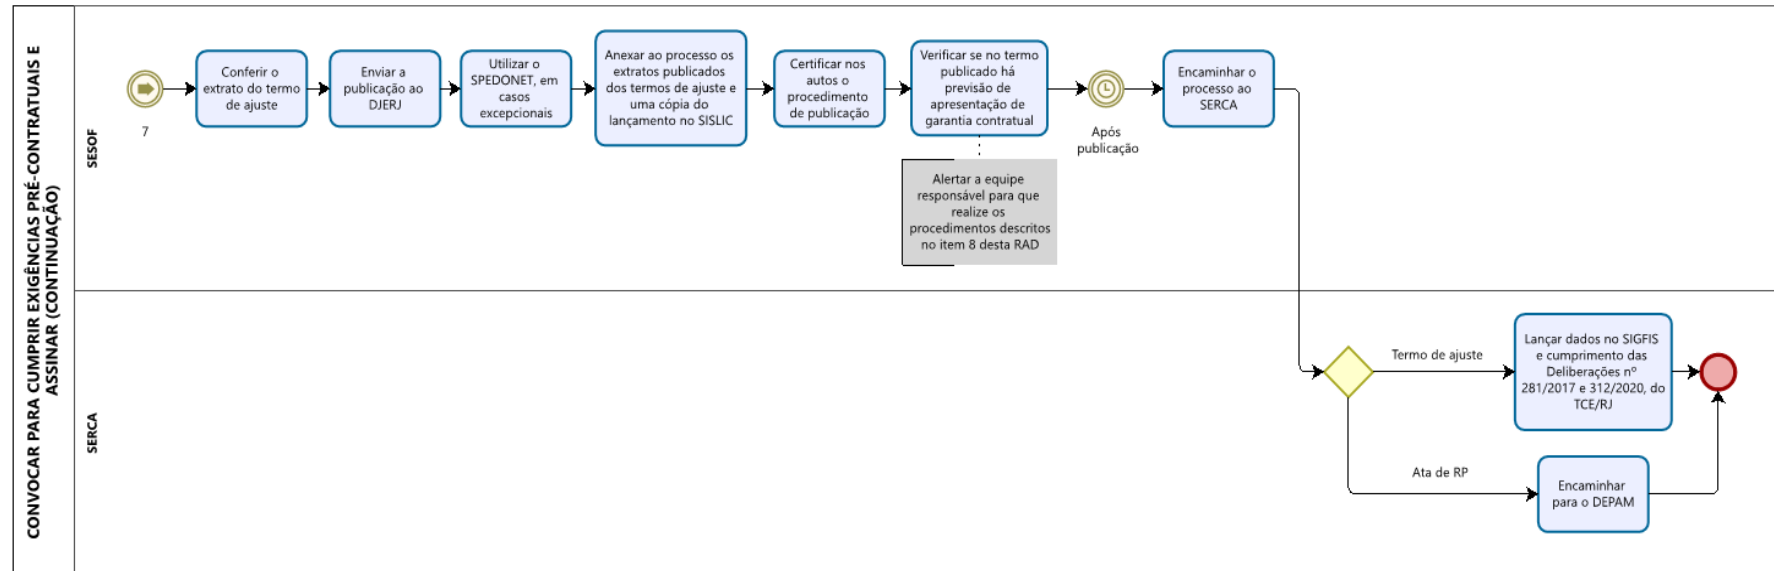 CONVOCAR PARA CUMPRIR EXIGÊNCIAS PRÉ-CONTRATUAIS E
ASSINAR (CONTINUAÇÃO)
SESOF
7
Conferir o
extrato do termo
de ajuste
Enviar a
publicação ao
DJERJ
Utilizar o
SPEDONET, em
casos
excepcionais
Anexar ao processo os
extratos publicados
dos termos de ajuste e
uma cópia do
lançamento no SISLIC
Certificar nos
autos o
procedimento
de publicação
Verificar se no termo
publicado há
previsão de
apresentação de
garantia contratual
Alertar a equipe
responsável para que
realize os
procedimentos descritos
no item 8 desta RAD
Após
publicação
Encaminhar o
processo ao
SERCA
SERCA
Termo de ajuste
Lançar dados no SIGFIS
e cumprimento das
Deliberações nº
281/2017 e 312/2020, do
TCE/RJ
Ata de RP
Encaminhar
para o DEPAM